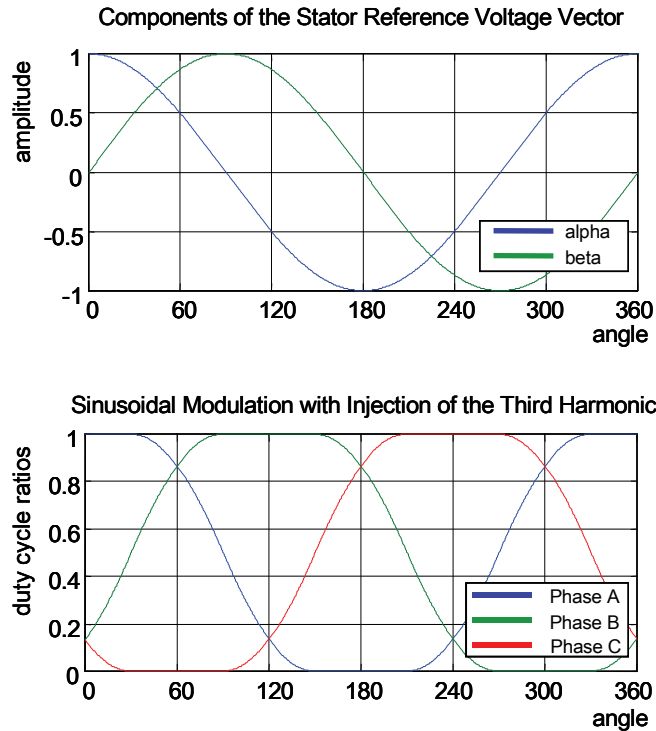 Components of the Stator Reference Voltage Vector
amplitude
1
0.5
0
-0.5
-1
alpha
beta
0 60 120 180 240 300 360
angle
Sinusoidal Modulation with Injection of the Third Harmonic
duty cycle ratios
1
0.8
0.6
0.4
0.2
0
Phase A
Phase B
Phase C
0 60 120 180 240 300 360
angle